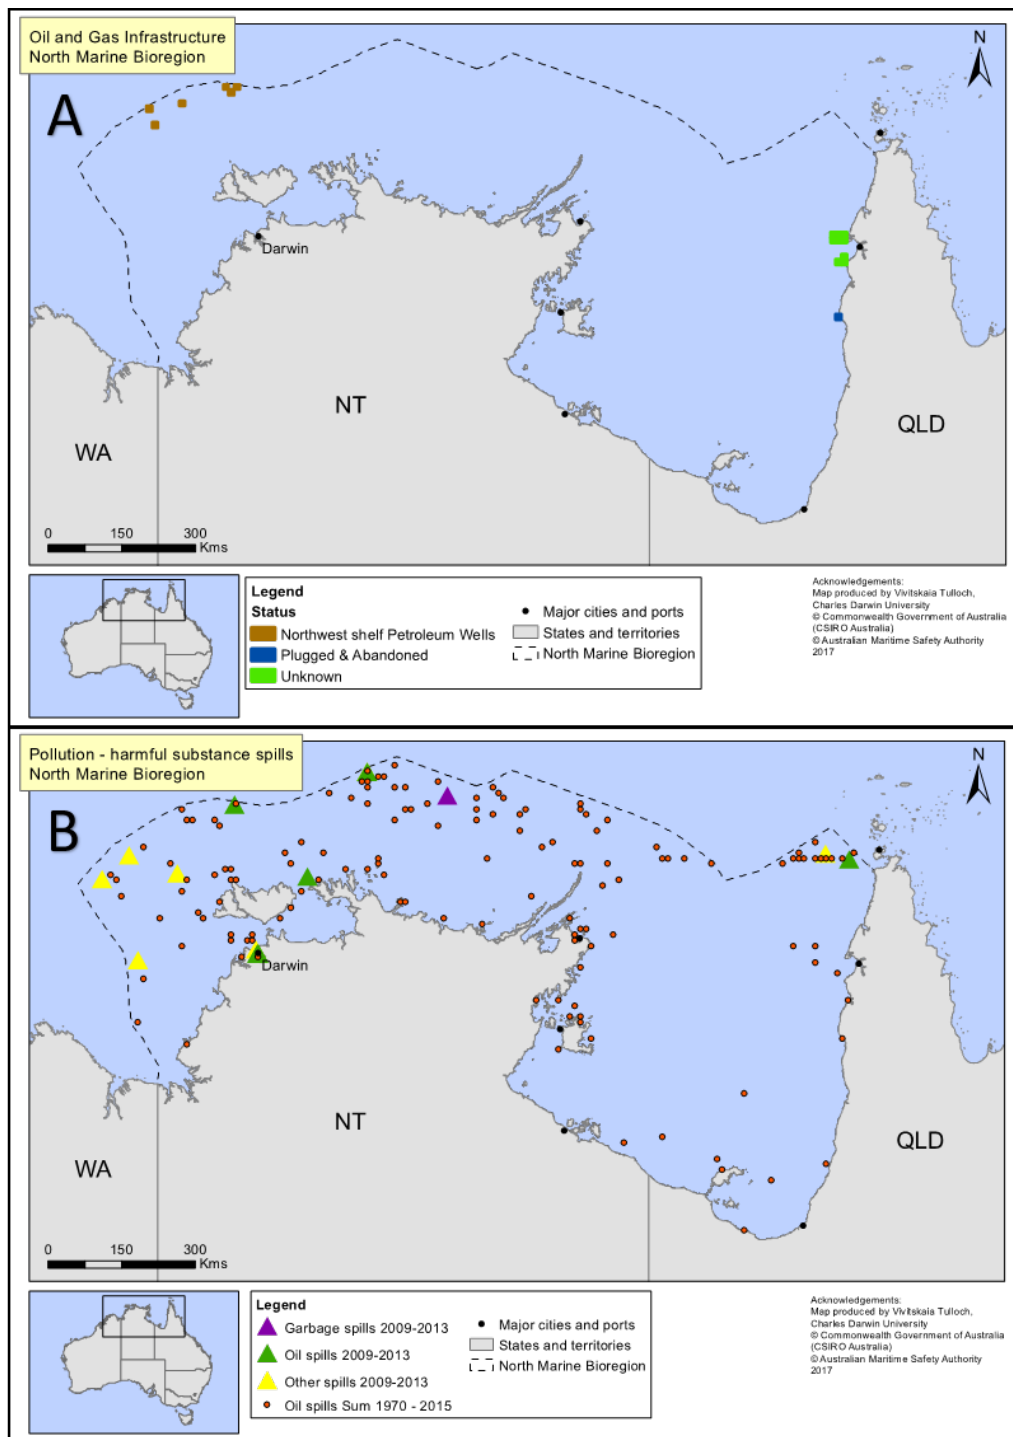 Oil and Gas Infrastructure
North Marine Bioregion
A
N
Darwin
NT
WA
QLD
0 150 300
Kms
Legend
Status
Northwest shelf Petroleum Wells
Plugged & Abandoned
Unknown
Major cities and ports
States and territories
North Marine Bioregion
Acknowledgements:
Map produced by Vivitskaia Tulloch,
Charles Darwin University
© Commonwealth Government of Australia
(CSIRO Australia)
© Australian Maritime Safety Authority
2017
Pollution - harmful substance spills
North Marine Bioregion
B
N
Darwin
NT
WA
QLD
0 150 300
Kms
Legend
Garbage spills 2009-2013
Oil spills 2009-2013
Other spills 2009-2013
Oil spills Sum 1970 - 2015
Major cities and ports
States and territories
North Marine Bioregion
Acknowledgements:
Map produced by Vivitskaia Tulloch,
Charles Darwin University
© Commonwealth Government of Australia
(CSIRO Australia)
© Australian Maritime Safety Authority
2017